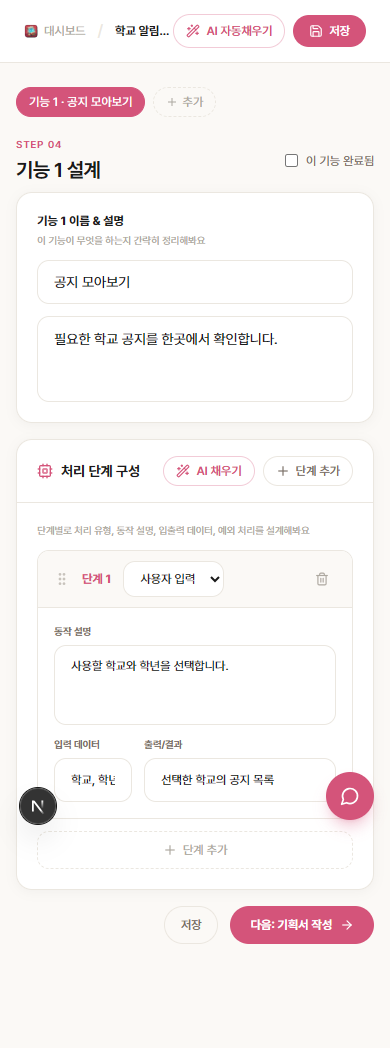 대시보드 / 학교 알림... AI 자동채우기 저장
기능 1 · 공지 모아보기 + 추가
STEP 04
기능 1 설계
이 기능 완료됨
기능 1 이름 & 설명
이 기능이 무엇을 하는지 간략히 정리해봐요
공지 모아보기
필요한 학교 공지를 한곳에서 확인합니다.
처리 단계 구성 AI 채우기 + 단계 추가
단계별로 처리 유형, 동작 설명, 입출력 데이터, 예외 처리를 설계해봐요
단계 1 사용자 입력
동작 설명
사용할 학교와 학년을 선택합니다.
입력 데이터 출력/결과
학교, 학년 선택한 학교의 공지 목록
N
+ 단계 추가
저장 다음: 기획서 작성 →